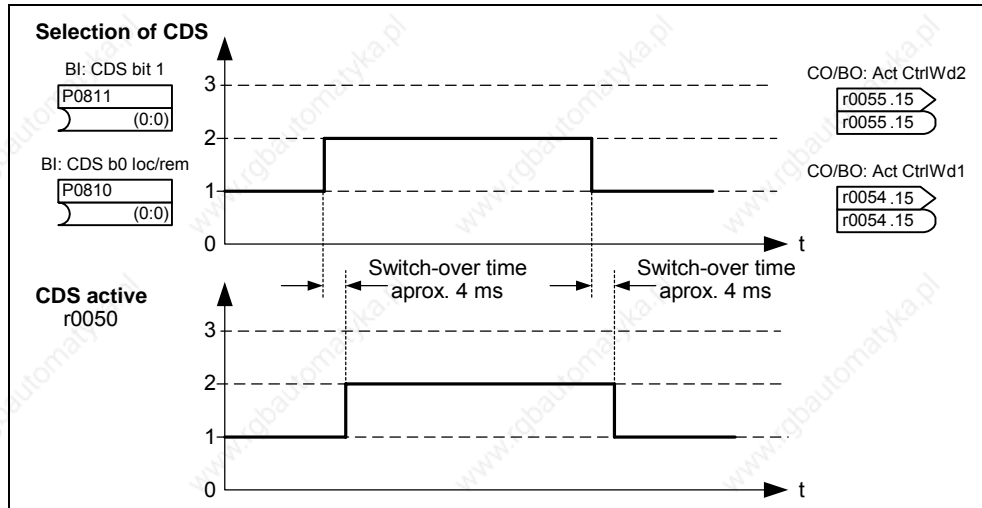 Selection of CDS
BI: CDS bit 1
P0811
(0:0)
BI: CDS b0 loc/rem
P0810
(0:0)
3
2
1
0
t
CO/BO: Act CtrlWd2
r0055 .15
r0055 .15
CO/BO: Act CtrlWd1
r0054 .15
r0054 .15
Switch-over time
aprox. 4 ms
Switch-over time
aprox. 4 ms
CDS active
r0050
3
2
1
0
t
www.rgbautomatyka.pl